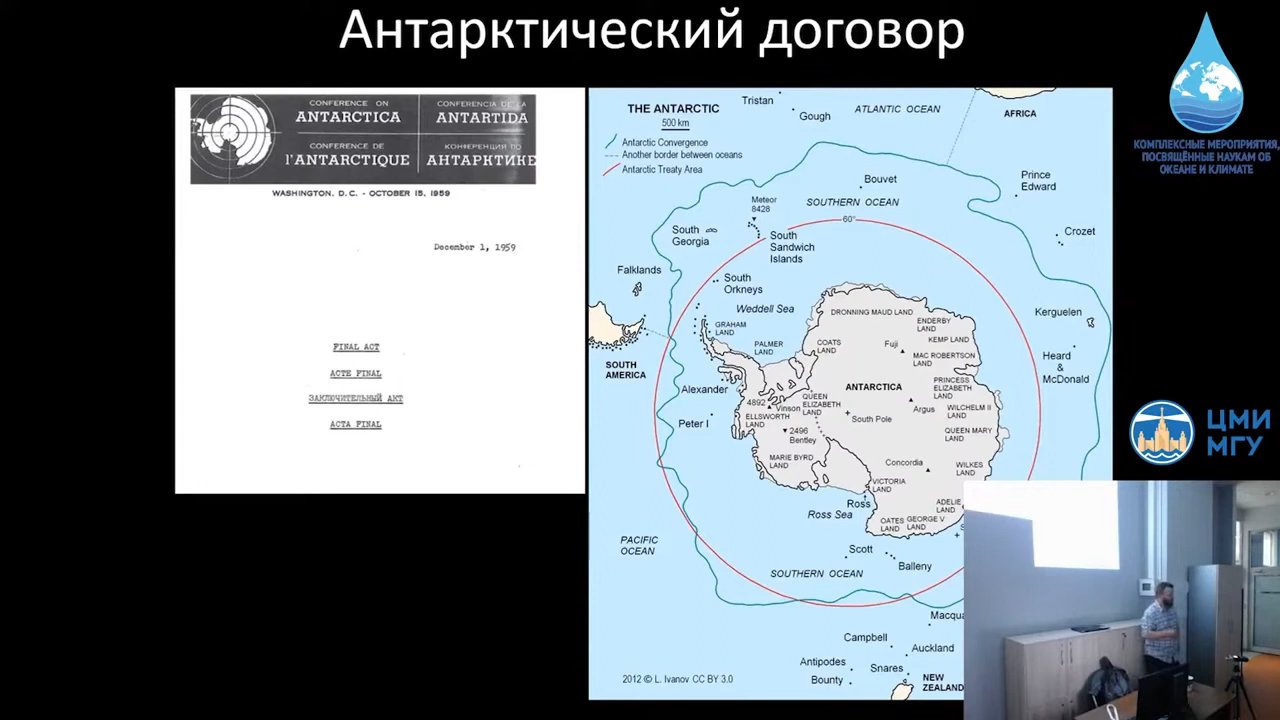 Антарктический договор
CONFERENCE ON
ANTARCTICA
CONFERENCIA DE LA
ANTARTIDA
CONFERENCE DE
l'ANTARCTIQUE
КОНФЕРЕНЦИЯ ПО
АНТАРКТИКЕ
WASHINGTON, D.C. - OCTOBER 15, 1959
December 1, 1959
FINAL ACT
ACTE FINAL
ЗАКЛЮЧИТЕЛЬНЫЙ АКТ
ACTA FINAL
THE ANTARCTIC
500 km
Antarctic Convergence
Another border between oceans
Antarctic Treaty Area
Tristan
Gough
ATLANTIC OCEAN
AFRICA
Bouvet
SOUTHERN OCEAN
Prince
Edward
Meteor
8428
60°
South
Georgia
South
Sandwich
Islands
Crozet
Falklands
South
Orkneys
Weddell Sea
Kerguelen
GRAHAM
LAND
DRONNING MAUD LAND
ENDERBY
LAND
PALMER
LAND
COATS
LAND
Fuji
KEMP LAND
MAC ROBERTSON
LAND
Heard
&
McDonald
SOUTH
AMERICA
Alexander
ANTARCTICA
PRINCESS
ELIZABETH
LAND
4892
Vinson
QUEEN
ELIZABETH
LAND
Argus
WILCHELM II
LAND
Peter I
ELLSWORTH
LAND
South Pole
2496
Bentley
QUEEN MARY
LAND
MARIE BYRD
LAND
Concordia
WILKES
LAND
VICTORIA
LAND
Ross
Ross Sea
ADELIE
LAND
OATES
LAND
GEORGE V
LAND
PACIFIC
OCEAN
Scott
Balleny
SOUTHERN OCEAN
Macqua
Campbell
Auckland
Antipodes
Bounty
Snares
NEW
ZEALAND
2012 © L. Ivanov CC BY 3.0
КОМПЛЕКСНЫЕ МЕРОПРИЯТИЯ,
ПОСВЯЩЁННЫЕ НАУКАМ ОБ
ОКЕАНЕ И КЛИМАТЕ
ЦМИ
МГУ